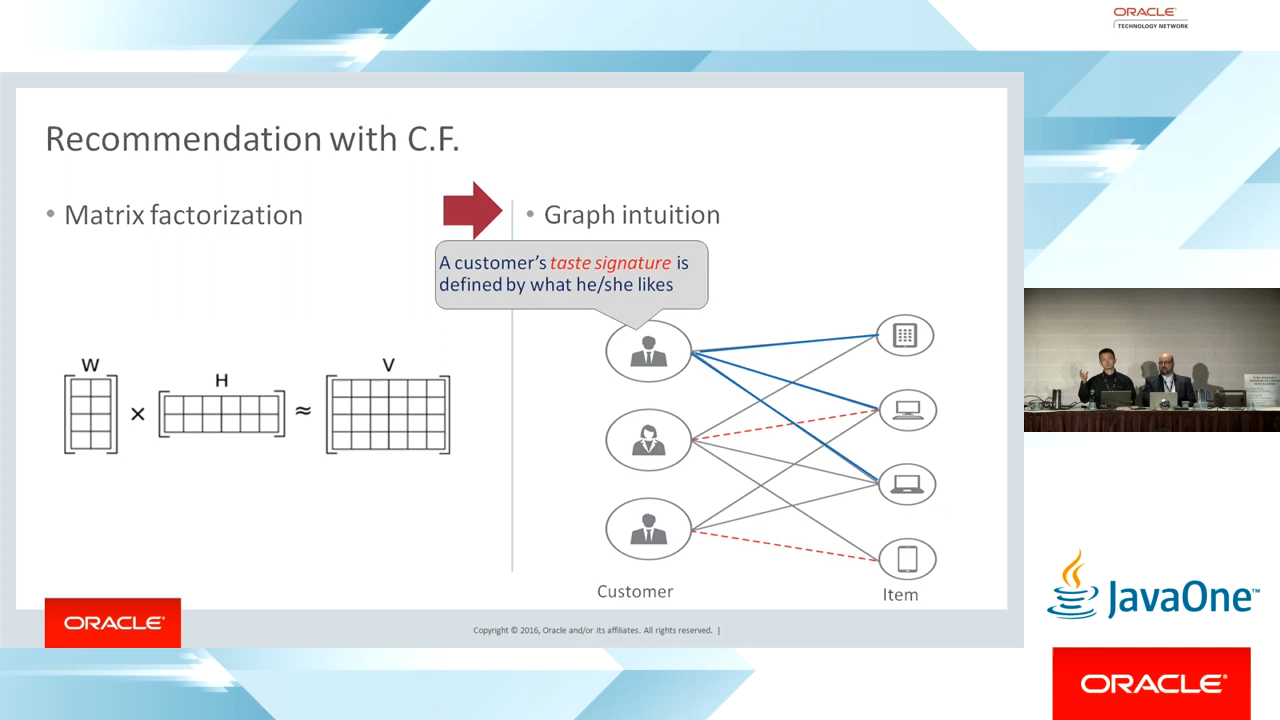 ORACLE
TECHNOLOGY NETWORK
Recommendation with C.F.
• Matrix factorization
• Graph intuition
A customer's taste signature is
defined by what he/she likes
W
×
H
≈
V
Customer
Item
ORACLE
Copyright © 2016, Oracle and/or its affiliates. All rights reserved. |
JavaOne™
ORACLE